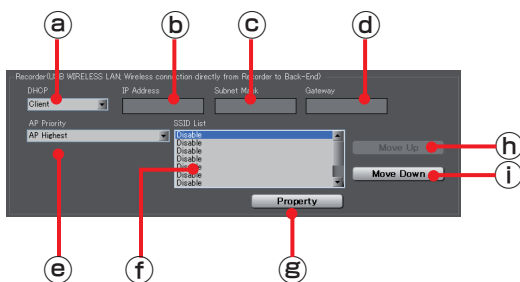 ⓐ ⓑ ⓒ ⓓ
Recorder(USB WIRELESS LAN; Wireless connection directly from Recorder to Back-End)
DHCP IP Address Subnet Mask Gateway
Client
AP Priority SSID List
AP Highest
Disable
Disable
Disable
Disable
Disable
Disable
Move Up ⓗ
Move Down ⓘ
Property
ⓔ ⓕ ⓖ